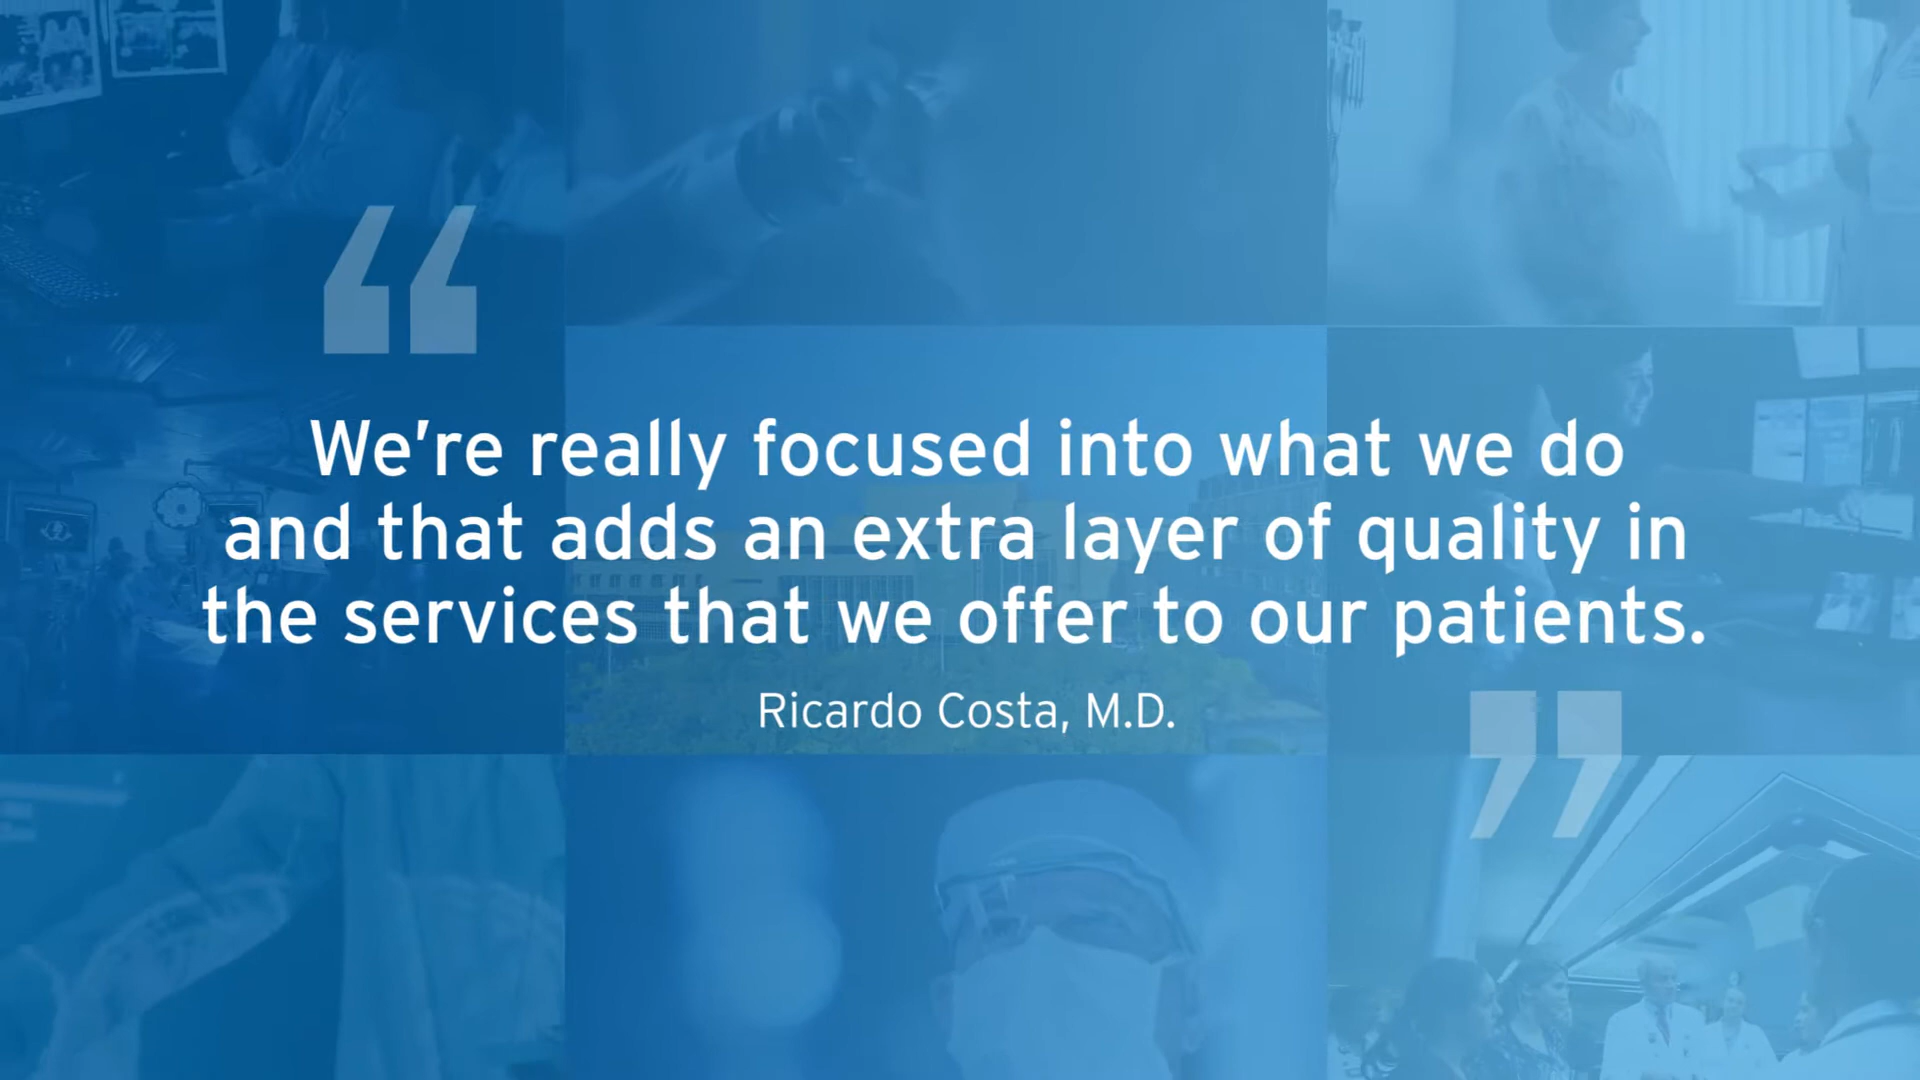 “
We’re really focused into what we do
and that adds an extra layer of quality in
the services that we offer to our patients.
Ricardo Costa, M.D.
”